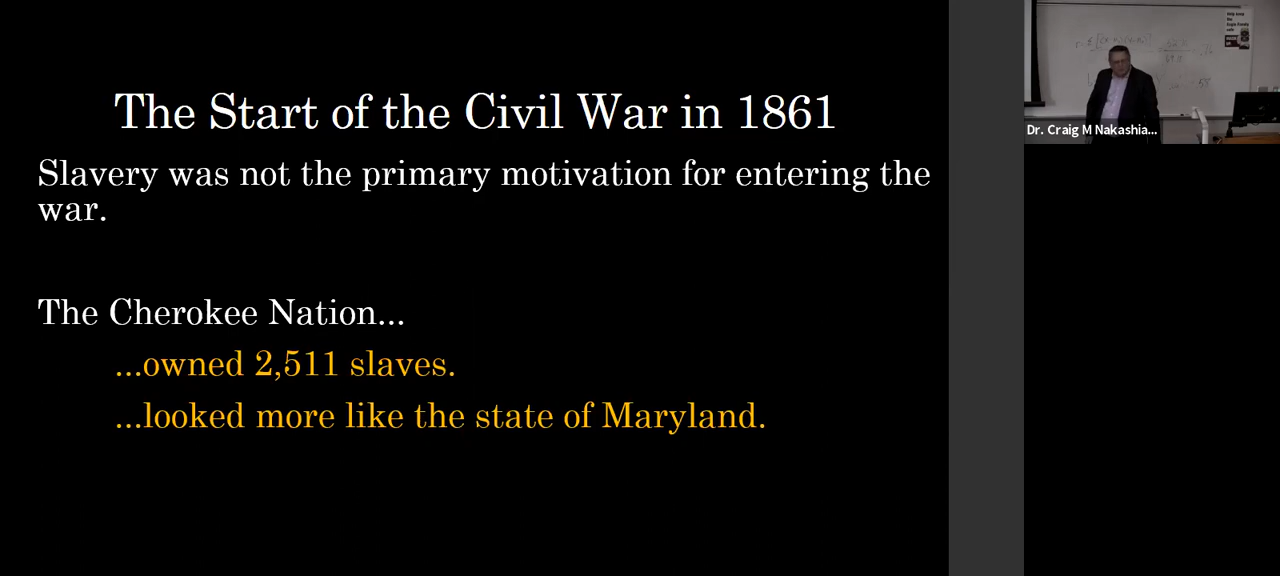 The Start of the Civil War in 1861
Slavery was not the primary motivation for entering the
war.
The Cherokee Nation...
...owned 2,511 slaves.
...looked more like the state of Maryland.
Dr. Craig M Nakashia...